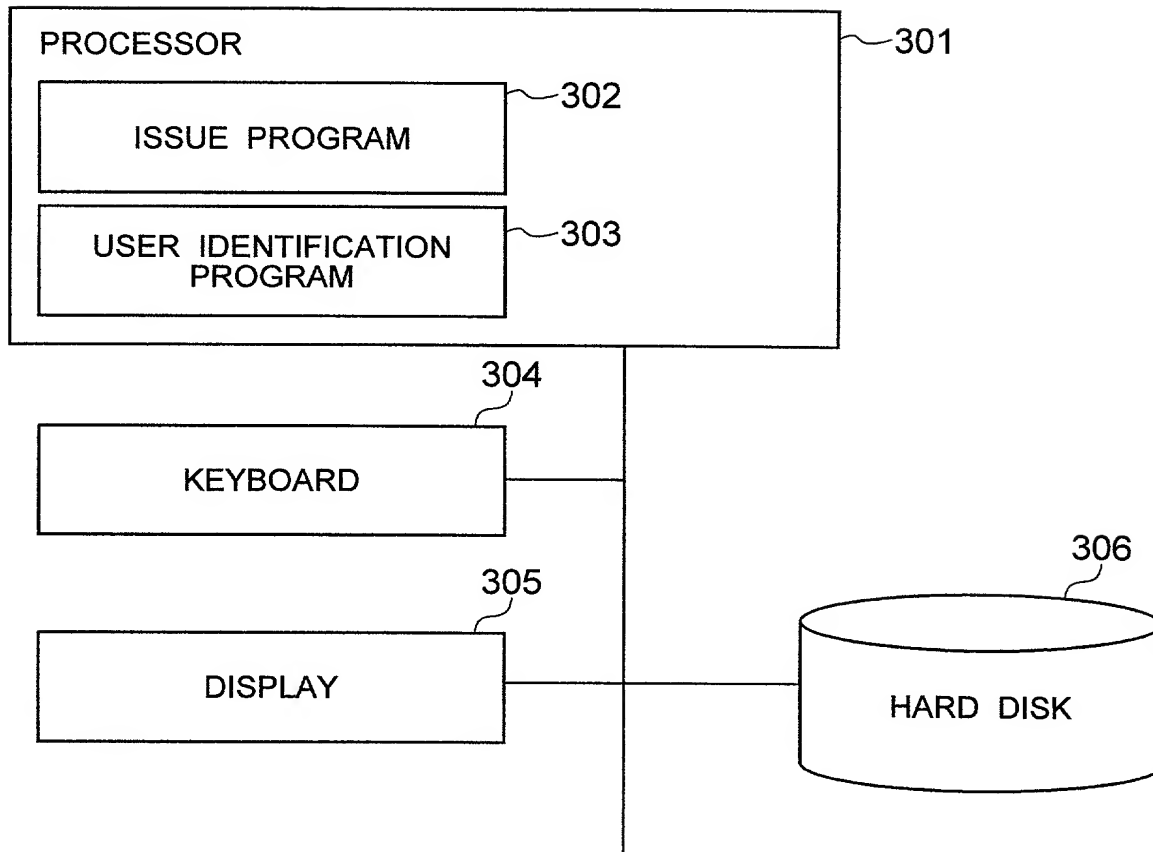 PROCESSOR
301
302
ISSUE PROGRAM
303
USER IDENTIFICATION
PROGRAM
304
KEYBOARD
305
DISPLAY
306
HARD DISK